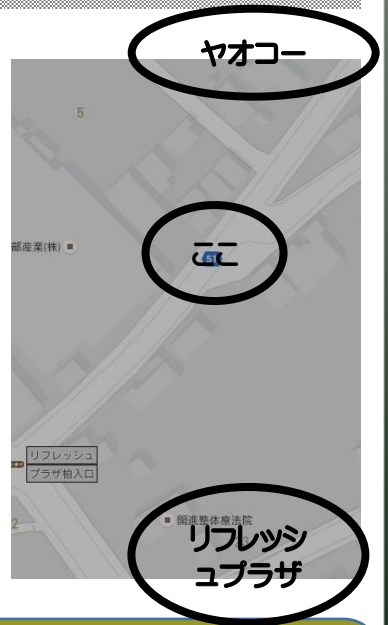 ヤオコー
5
部産業(株)
ここ
51
リフレッシュ
プラザ柏入口
2
開進整体療法院
リフレッシ
ュプラザ